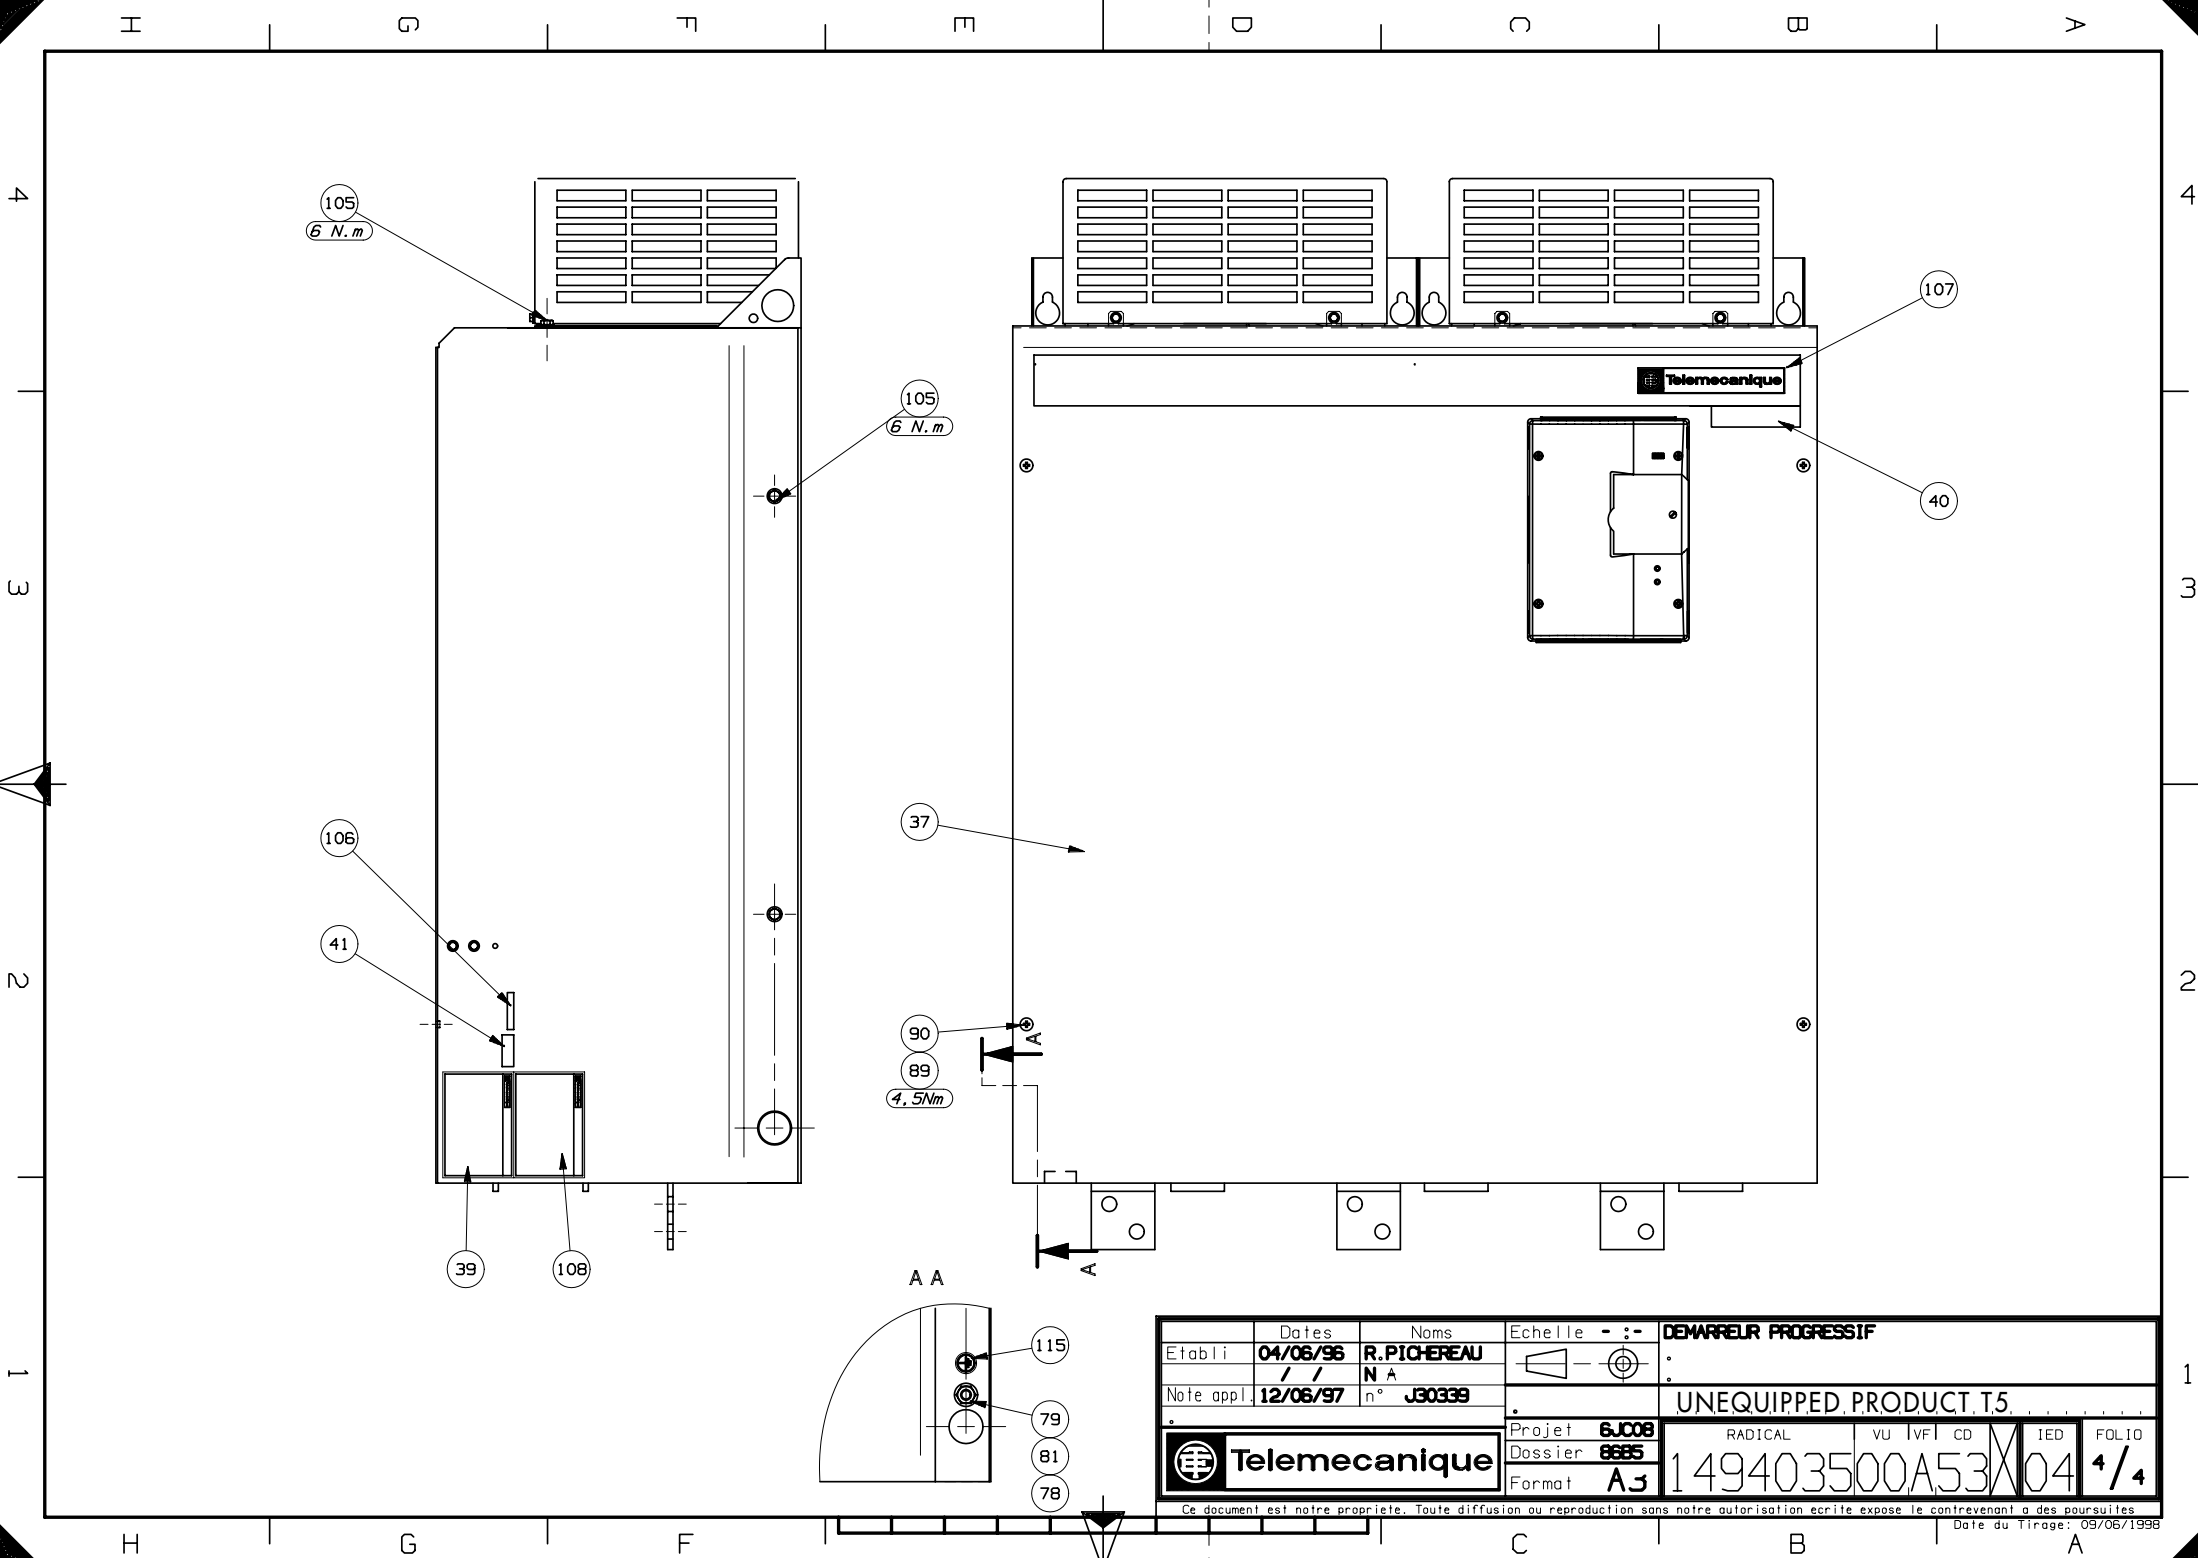 H G F E D C B A
4 4
105
6 N.m
107
Telemecanique
105
6 N.m
40
3 3
37
106
41
2 2
90
A
89
4,5Nm
39
108
A
A A
115
79
81
78
1 1
Dates Noms Echelle - :- DEMARREUR PROGRESSIF
Etabli 04/06/96 R.PICHEREAU
/ / N A
Note appl. 12/06/97 n° J30339 UNEQUIPPED PRODUCT T5
Projet 6JC08
Dossier 8685
Format A3
Telemecanique
RADICAL VU VF CD IED FOLIO
149403500A53 X 04 4/4
Ce document est notre propriete. Toute diffusion ou reproduction sans notre autorisation ecrite expose le contrevenant a des poursuites
Date du Tirage: 09/06/1998
H G F C B A